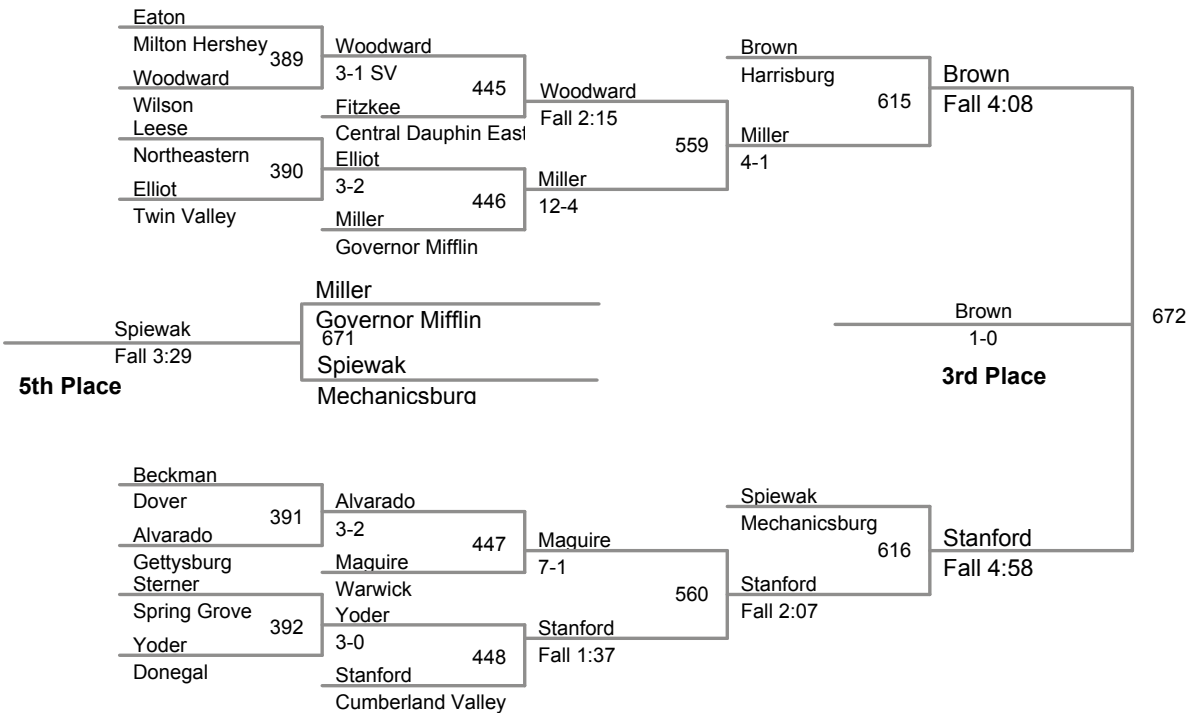 Eaton
Milton Hershey
389
Woodward
Wilson
Woodward
3-1 SV
445
Fitzkee
Central Dauphin East
Leese
Northeastern
390
Elliot
Twin Valley
Elliot
3-2
446
Miller
Governor Mifflin
Woodward
Fall 2:15
559
Miller
12-4
Brown
Harrisburg
615
Miller
4-1
Brown
Fall 4:08
Miller
Governor Mifflin
671
Spiewak
Mechanicsburg
Spiewak
Fall 3:29
5th Place
Brown
1-0
3rd Place
672
Beckman
Dover
391
Alvarado
Gettysburg
Alvarado
3-2
447
Maguire
Warwick
Sterner
Spring Grove
392
Yoder
Donegal
Yoder
3-0
448
Stanford
Cumberland Valley
Maguire
7-1
560
Stanford
Fall 1:37
Spiewak
Mechanicsburg
616
Stanford
Fall 2:07
Stanford
Fall 4:58